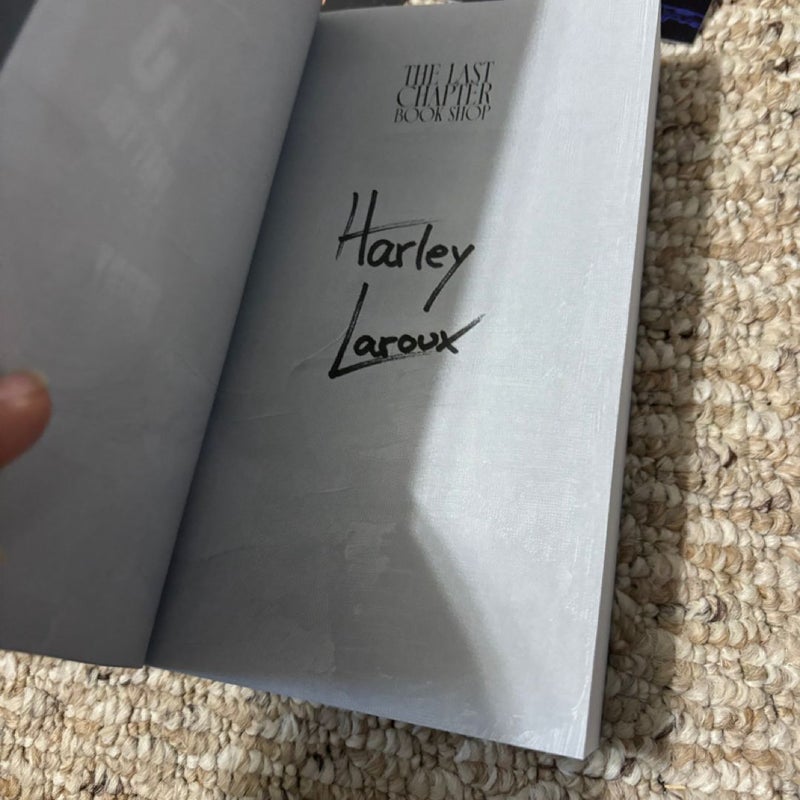 THE LAST
CHAPTER
BOOK SHOP
Harley
Laroux